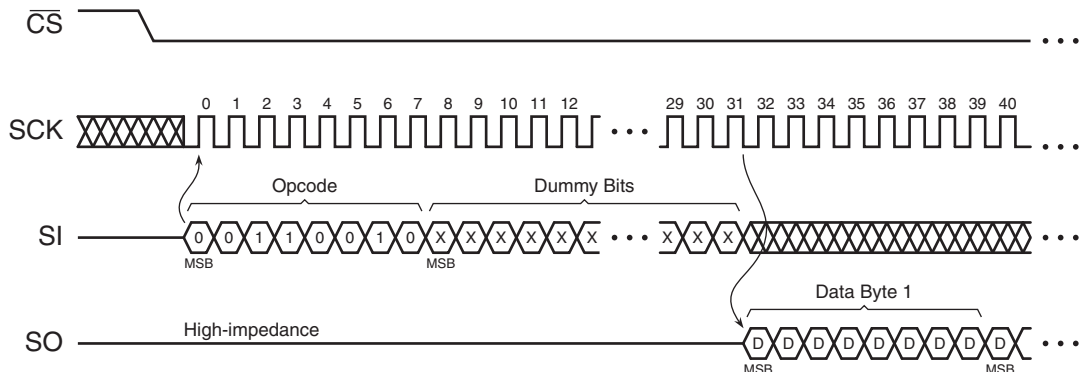 CS
SCK
0 1 2 3 4 5 6 7 8 9 10 11 12 29 30 31 32 33 34 35 36 37 38 39 40
Opcode Dummy Bits
SI
0 0 1 1 0 0 1 0 X X X X X X X X X
MSB MSB
Data Byte 1
SO
High-impedance
D D D D D D D D D
MSB MSB